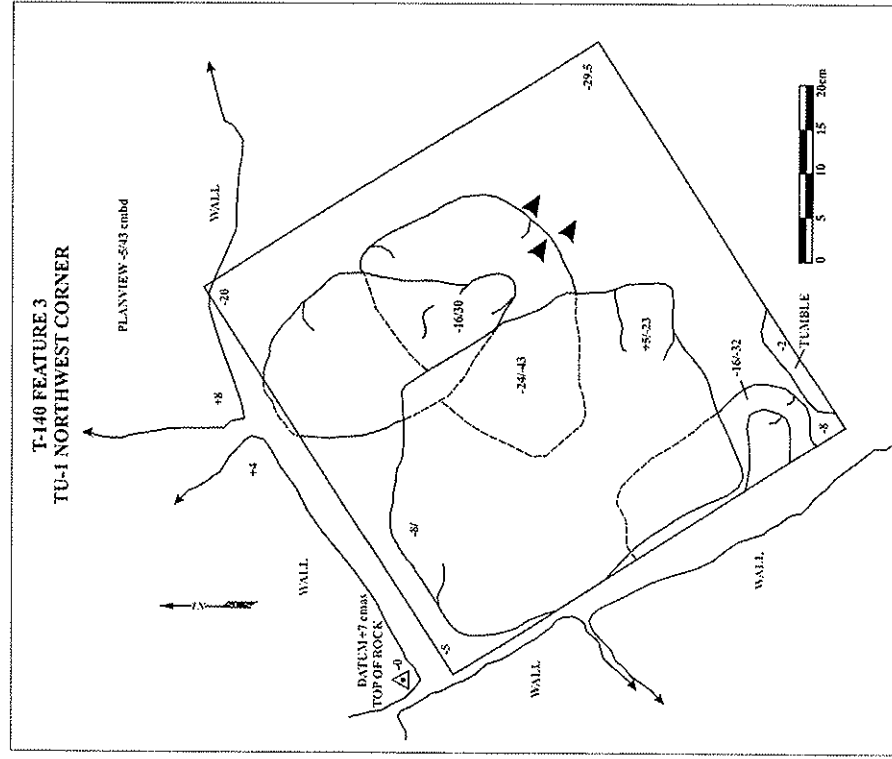 T-140 FEATURE 3
TU-1 NORTHWEST CORNER
PLANVIEW -5/43 cmbd
WALL
+8
-20
+4
WALL
N
DATUM +7 cmas
TOP OF ROCK
-0
-5
-8/
-16/30
-24/-43
+5/-23
-29.5
-16/-32
-2
TUMBLE
-8
WALL
WALL
0 5 10 15 20cm